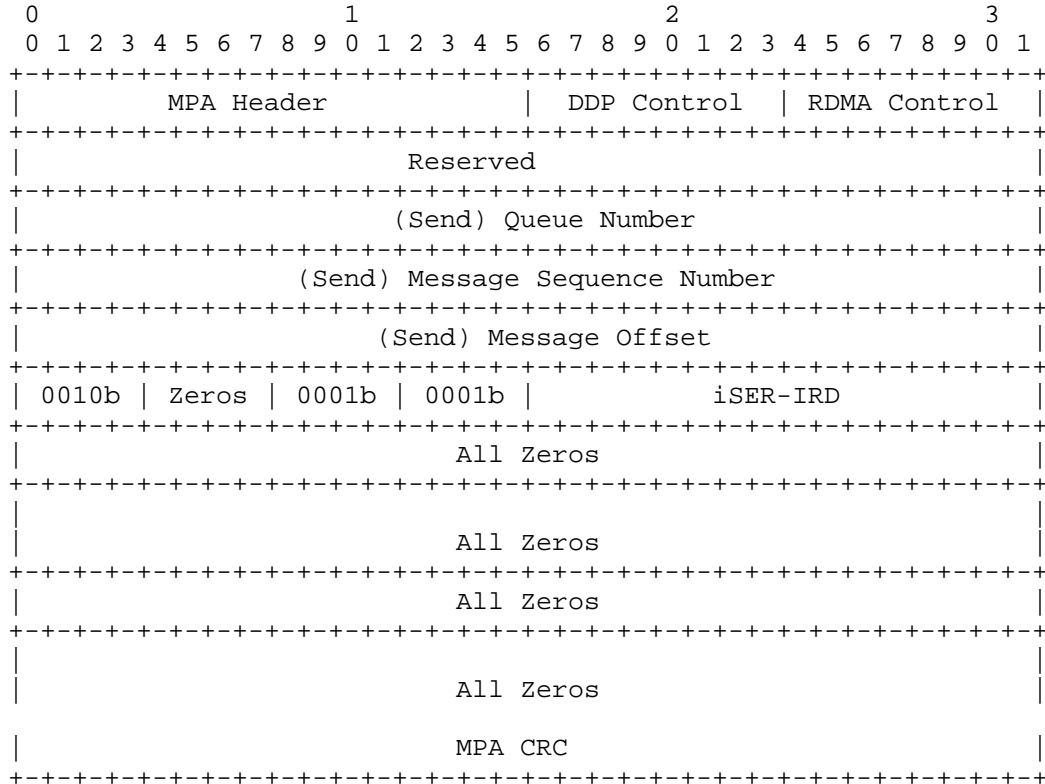 0                   1                   2                   3
 0 1 2 3 4 5 6 7 8 9 0 1 2 3 4 5 6 7 8 9 0 1 2 3 4 5 6 7 8 9 0 1
+-+-+-+-+-+-+-+-+-+-+-+-+-+-+-+-+-+-+-+-+-+-+-+-+-+-+-+-+-+-+-+-+
|         MPA Header            |  DDP Control  | RDMA Control  |
+-+-+-+-+-+-+-+-+-+-+-+-+-+-+-+-+-+-+-+-+-+-+-+-+-+-+-+-+-+-+-+-+
|                        Reserved                               |
+-+-+-+-+-+-+-+-+-+-+-+-+-+-+-+-+-+-+-+-+-+-+-+-+-+-+-+-+-+-+-+-+
|                       (Send) Queue Number                     |
+-+-+-+-+-+-+-+-+-+-+-+-+-+-+-+-+-+-+-+-+-+-+-+-+-+-+-+-+-+-+-+-+
|                 (Send) Message Sequence Number                |
+-+-+-+-+-+-+-+-+-+-+-+-+-+-+-+-+-+-+-+-+-+-+-+-+-+-+-+-+-+-+-+-+
|                      (Send) Message Offset                    |
+-+-+-+-+-+-+-+-+-+-+-+-+-+-+-+-+-+-+-+-+-+-+-+-+-+-+-+-+-+-+-+-+
| 0010b | Zeros | 0001b | 0001b |           iSER-IRD            |
+-+-+-+-+-+-+-+-+-+-+-+-+-+-+-+-+-+-+-+-+-+-+-+-+-+-+-+-+-+-+-+-+
|                           All Zeros                           |
+-+-+-+-+-+-+-+-+-+-+-+-+-+-+-+-+-+-+-+-+-+-+-+-+-+-+-+-+-+-+-+-+
|                                                               |
|                           All Zeros                           |
+-+-+-+-+-+-+-+-+-+-+-+-+-+-+-+-+-+-+-+-+-+-+-+-+-+-+-+-+-+-+-+-+
|                           All Zeros                           |
+-+-+-+-+-+-+-+-+-+-+-+-+-+-+-+-+-+-+-+-+-+-+-+-+-+-+-+-+-+-+-+-+
|                                                               |
|                           All Zeros                           |

|                           MPA CRC                             |
+-+-+-+-+-+-+-+-+-+-+-+-+-+-+-+-+-+-+-+-+-+-+-+-+-+-+-+-+-+-+-+-+